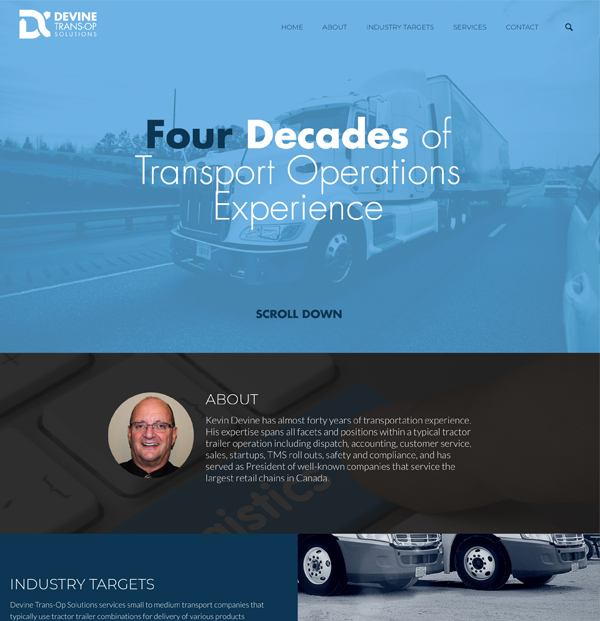 DEVINE
TRANS-OP
SOLUTIONS
HOME ABOUT INDUSTRY TARGETS SERVICES CONTACT
Four Decades of
Transport Operations
Experience
SCROLL DOWN
ABOUT
Kevin Devine has almost forty years of transportation experience.
His expertise spans all facets and positions within a typical tractor
trailer operation including dispatch, accounting, customer service,
sales, startups, TMS roll outs, safety and compliance, and has
served as President of well-known companies that service the
largest retail chains in Canada.
gistics
INDUSTRY TARGETS
Devine Trans-Op Solutions services small to medium transport companies that
typically use tractor trailer combinations for delivery of various products